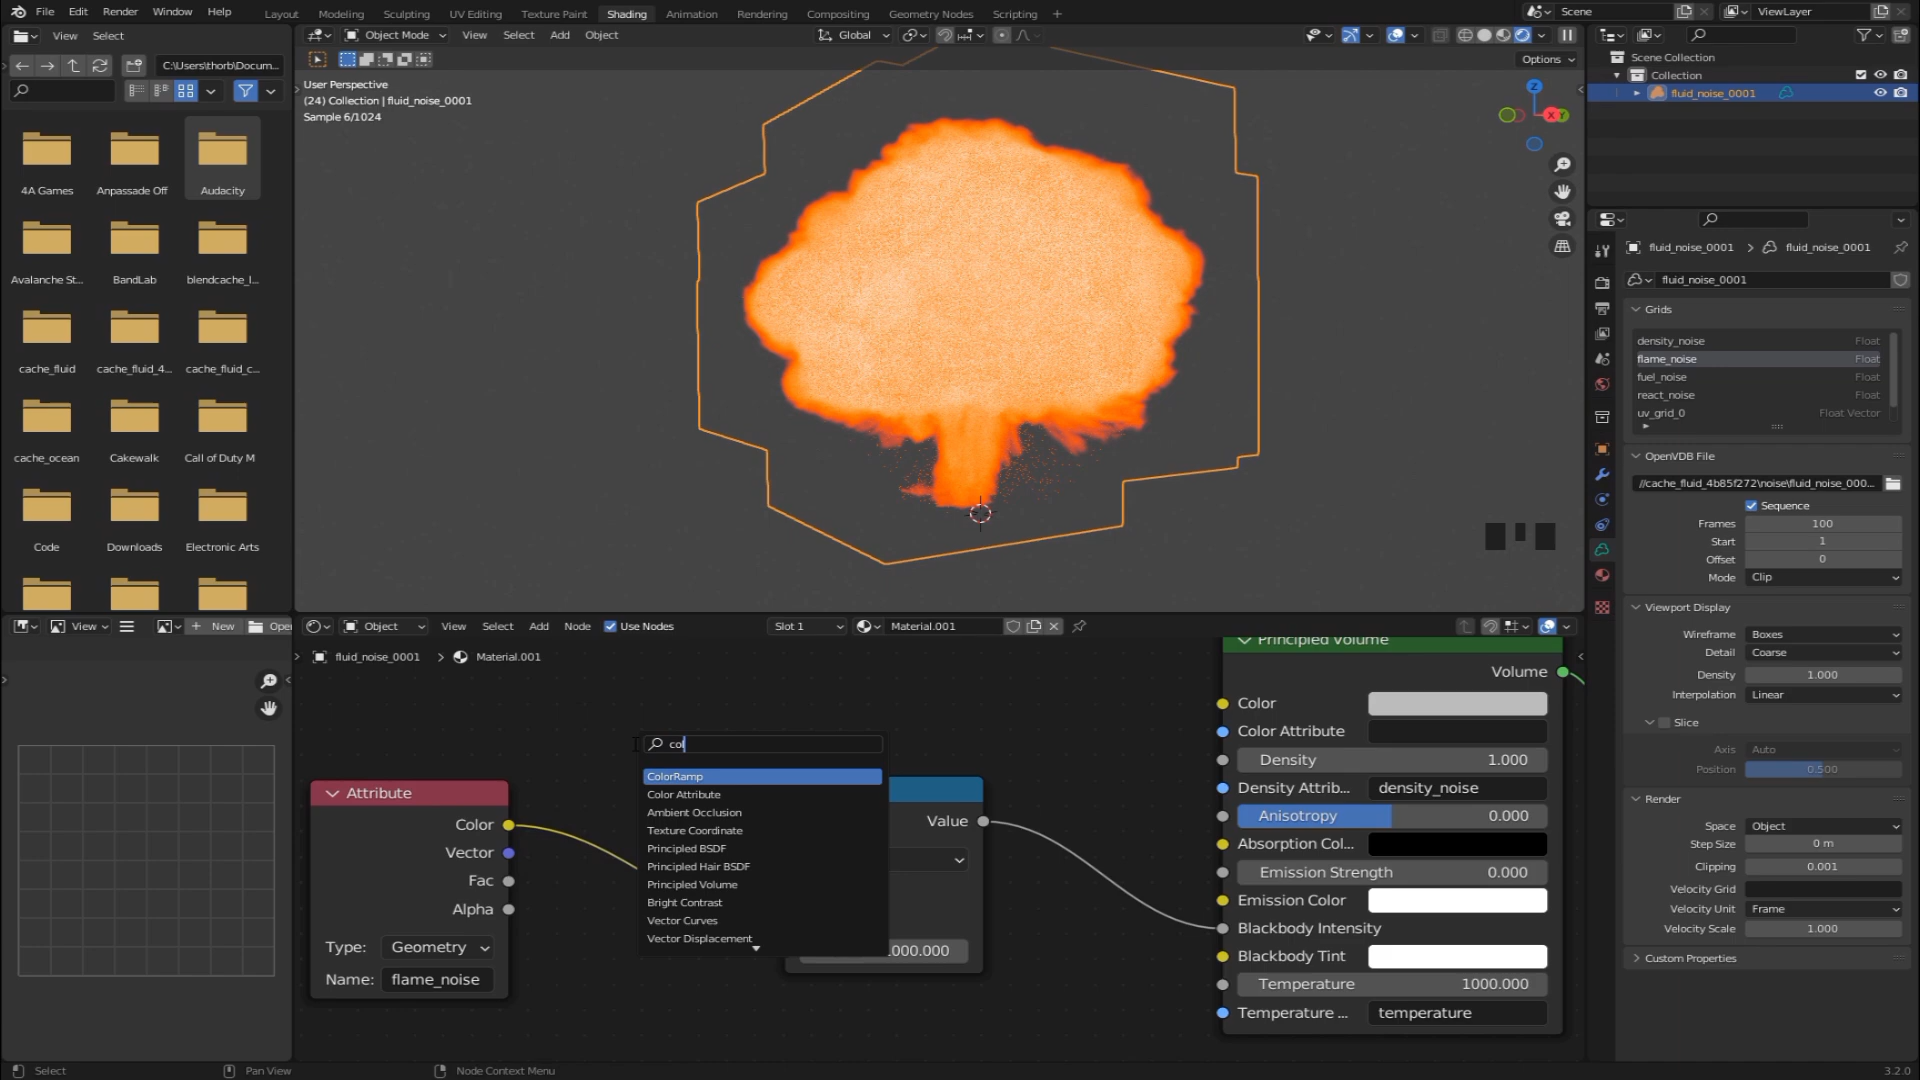 File Edit Render Window Help
Layout Modeling Sculpting UV Editing Texture Paint Shading Animation Rendering Compositing Geometry Nodes Scripting +
Scene
ViewLayer
View Select
C:\Users\thorb\Docum...
4A Games
Anpassade Off
Audacity
Avalanche St...
BandLab
blendcache_l...
cache_fluid
cache_fluid_4...
cache_fluid_c...
cache_ocean
Cakewalk
Call of Duty M
Code
Downloads
Electronic Arts
Object Mode View Select Add Object
Global
Options
User Perspective
(24) Collection | fluid_noise_0001
Sample 6/1024
Z
X
Y
Scene Collection
Collection
fluid_noise_0001
fluid_noise_0001 > fluid_noise_0001
fluid_noise_0001
Grids
density_noise Float
flame_noise Float
fuel_noise Float
react_noise Float
uv_grid_0 Float Vector
OpenVDB File
//cache_fluid_4b85f272\noise\fluid_noise_000...
Sequence
Frames 100
Start 1
Offset 0
Mode Clip
Viewport Display
Wireframe Boxes
Detail Coarse
Density 1.000
Interpolation Linear
Slice
Axis Auto
Position 0.500
Render
Space Object
Step Size 0 m
Clipping 0.001
Velocity Grid
Velocity Unit Frame
Velocity Scale 1.000
Custom Properties
View
New
Open
Object View Select Add Node Use Nodes
Slot 1
Material.001
fluid_noise_0001 > Material.001
Attribute
Color
Vector
Fac
Alpha
Type: Geometry
Name: flame_noise
col
ColorRamp
Color Attribute
Ambient Occlusion
Texture Coordinate
Principled BSDF
Principled Hair BSDF
Principled Volume
Bright Contrast
Vector Curves
Vector Displacement
Value
000.000
Principled Volume
Volume
Color
Color Attribute
Density 1.000
Density Attrib... density_noise
Anisotropy 0.000
Absorption Col...
Emission Strength 0.000
Emission Color
Blackbody Intensity
Blackbody Tint
Temperature 1000.000
Temperature ... temperature
Select
Pan View
Node Context Menu
3.2.0